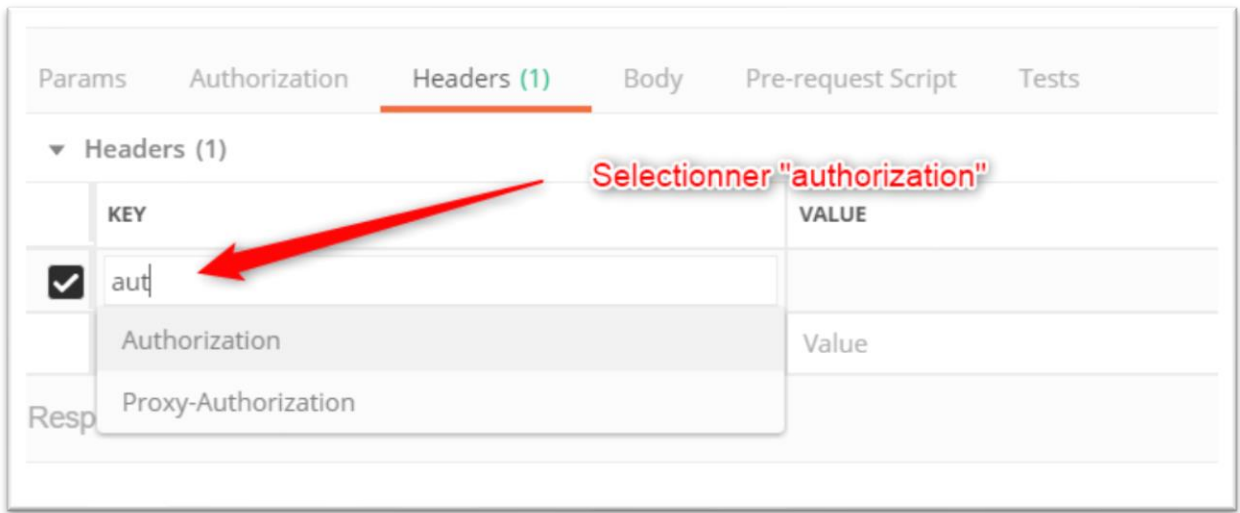 Params Authorization Headers (1) Body Pre-request Script Tests
Headers (1)
Selectionner "authorization"
KEY VALUE
aut
Authorization
Value
Proxy-Authorization
Resp